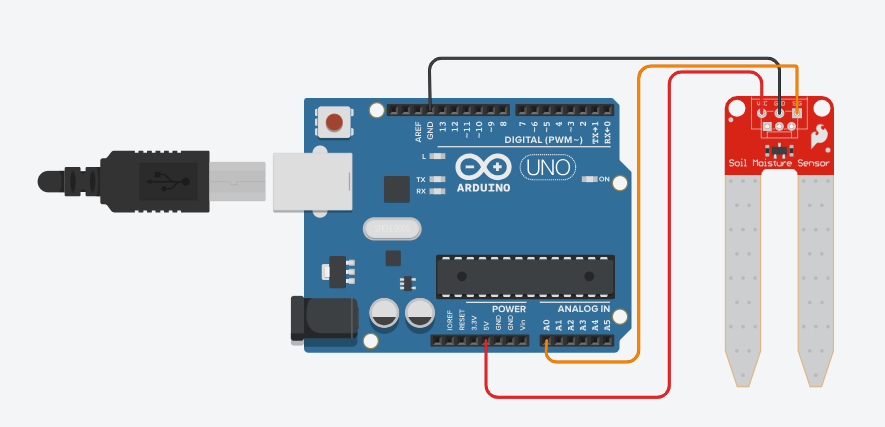 VCC GND SIG
AREF
GND
13
12
~11
~10
~9
8
7
~6
~5
4
~3
2
TX→1
RX←0
DIGITAL (PWM~)
L
TX
RX
ARDUINO
UNO
ON
Soil Moisture Sensor
POWER
ANALOG IN
IOREF
RESET
3.3V
5V
GND
GND
Vin
A0
A1
A2
A3
A4
A5